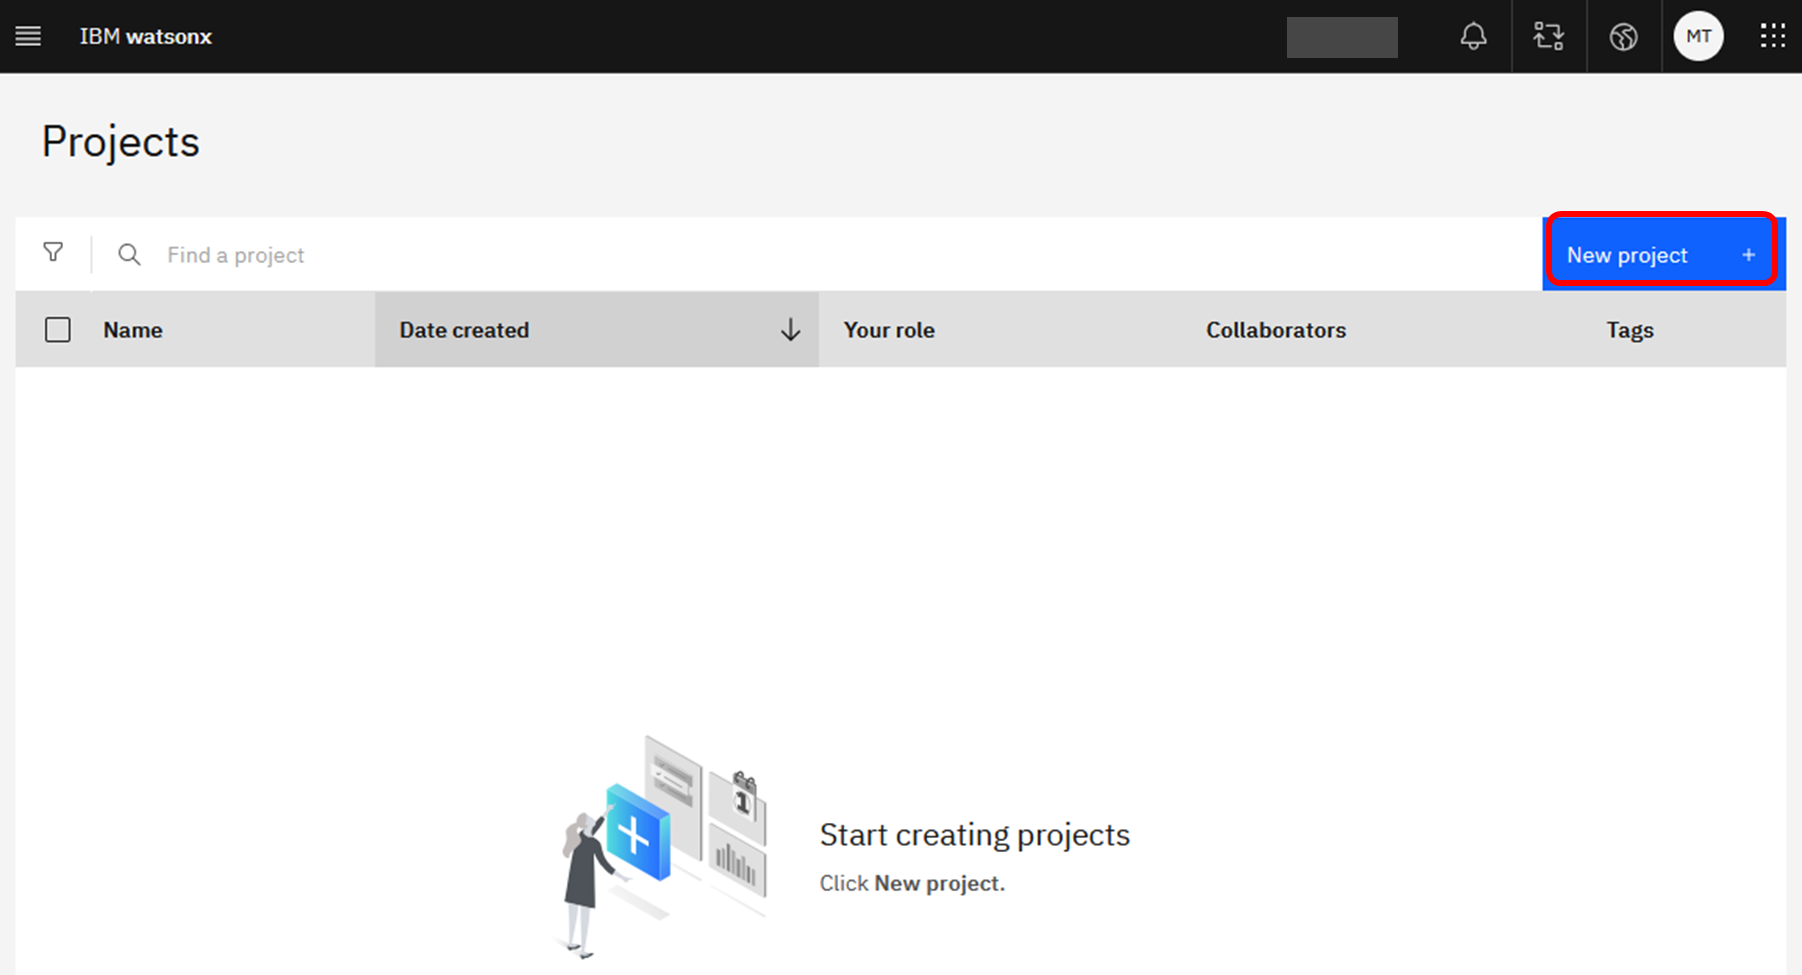 IBM watsonx
MT
Projects
Find a project
New project +
Name
Date created
Your role
Collaborators
Tags
1
Start creating projects
Click New project.